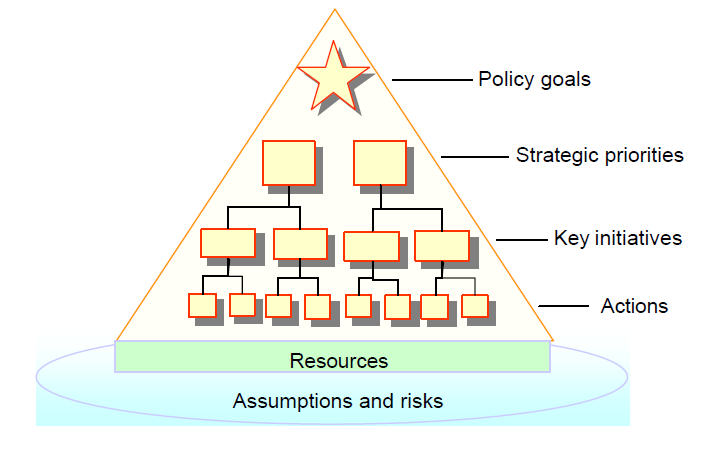 Policy goals
Strategic priorities
Key initiatives
Actions
Resources
Assumptions and risks